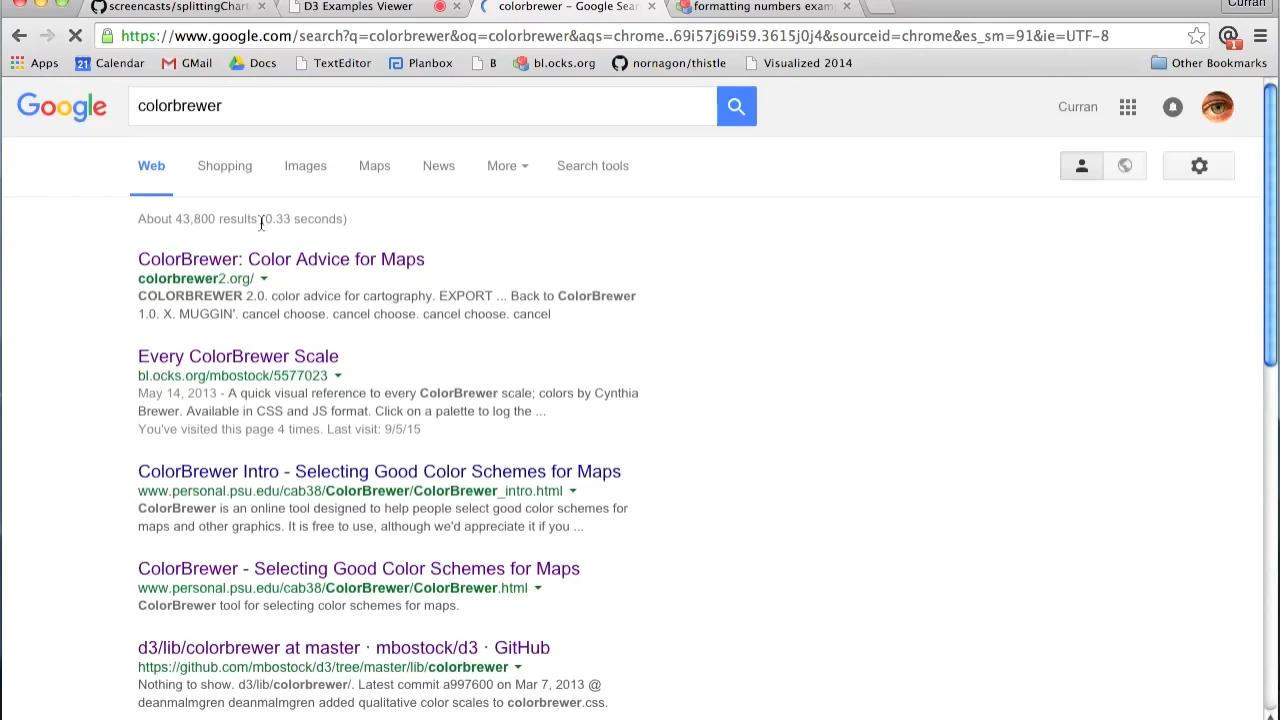 screencasts/splittingChar
D3 Examples Viewer
colorbrewer - Google Sear
formatting numbers exam
Curran
https://www.google.com/search?q=colorbrewer&oq=colorbrewer&aqs=chrome..69i57j69i59.3615j0j4&sourceid=chrome&es_sm=91&ie=UTF-8
1
Apps
21
Calendar
GMail
Docs
TextEditor
Planbox
B
bl.ocks.org
nornagon/thistle
Visualized 2014
Other Bookmarks
Google
colorbrewer
Curran
Web
Shopping
Images
Maps
News
More
Search tools
About 43,800 results (0.33 seconds)
ColorBrewer: Color Advice for Maps
colorbrewer2.org/
COLORBREWER 2.0. color advice for cartography. EXPORT ... Back to ColorBrewer
1.0. X. MUGGIN'. cancel choose. cancel choose. cancel choose. cancel
Every ColorBrewer Scale
bl.ocks.org/mbostock/5577023
May 14, 2013 - A quick visual reference to every ColorBrewer scale; colors by Cynthia
Brewer. Available in CSS and JS format. Click on a palette to log the ...
You've visited this page 4 times. Last visit: 9/5/15
ColorBrewer Intro - Selecting Good Color Schemes for Maps
www.personal.psu.edu/cab38/ColorBrewer/ColorBrewer_intro.html
ColorBrewer is an online tool designed to help people select good color schemes for
maps and other graphics. It is free to use, although we'd appreciate it if you ...
ColorBrewer - Selecting Good Color Schemes for Maps
www.personal.psu.edu/cab38/ColorBrewer/ColorBrewer.html
ColorBrewer tool for selecting color schemes for maps.
d3/lib/colorbrewer at master · mbostock/d3 · GitHub
https://github.com/mbostock/d3/tree/master/lib/colorbrewer
Nothing to show. d3/lib/colorbrewer/. Latest commit a997600 on Mar 7, 2013 @
deanmalmgren deanmalmgren added qualitative color scales to colorbrewer.css.